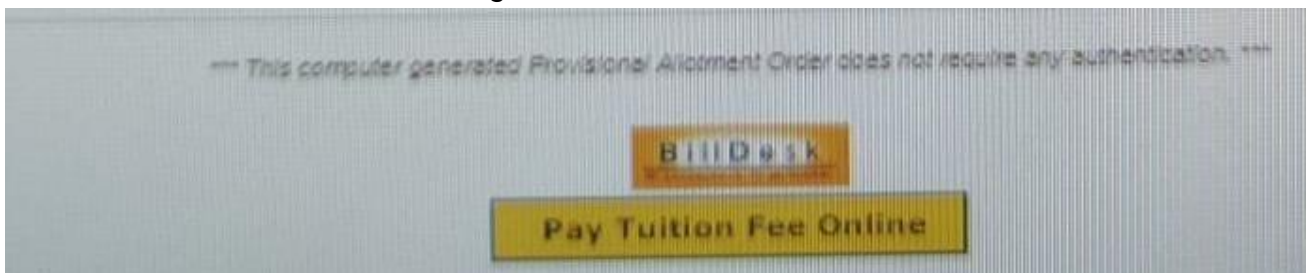 *** This computer generated Provisional Allotment Order does not require any authentication. ***
BillDesk
Pay Tuition Fee Online